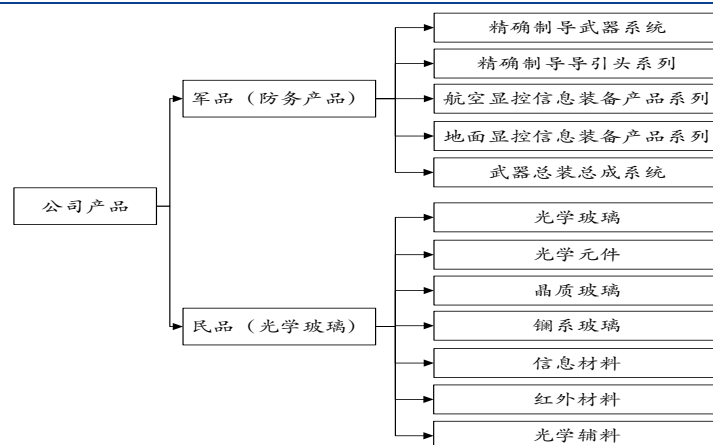 公司产品
军品（防务产品）
精确制导武器系统
精确制导导引头系列
航空显控信息装备产品系列
地面显控信息装备产品系列
武器总装总成系统
民品（光学玻璃）
光学玻璃
光学元件
晶质玻璃
镧系玻璃
信息材料
红外材料
光学辅料